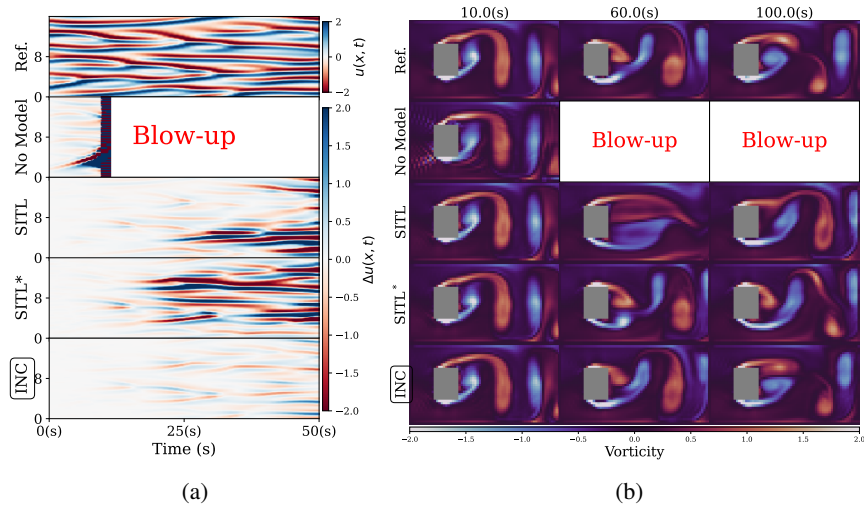 Ref.
8
0
No Model
8
0
SITL
8
0
SITL*
8
0
INC
8
0
0(s)
25(s)
50(s)
Time (s)
Blow-up
2
0
−2
u(x, t)
2.0
1.5
1.0
0.5
0.0
−0.5
−1.0
−1.5
−2.0
Δu(x, t)
(a)
10.0(s)
60.0(s)
100.0(s)
Ref.
No Model
Blow-up
Blow-up
SITL
SITL*
INC
−2.0
−1.5
−1.0
−0.5
0.0
0.5
1.0
1.5
2.0
Vorticity
(b)